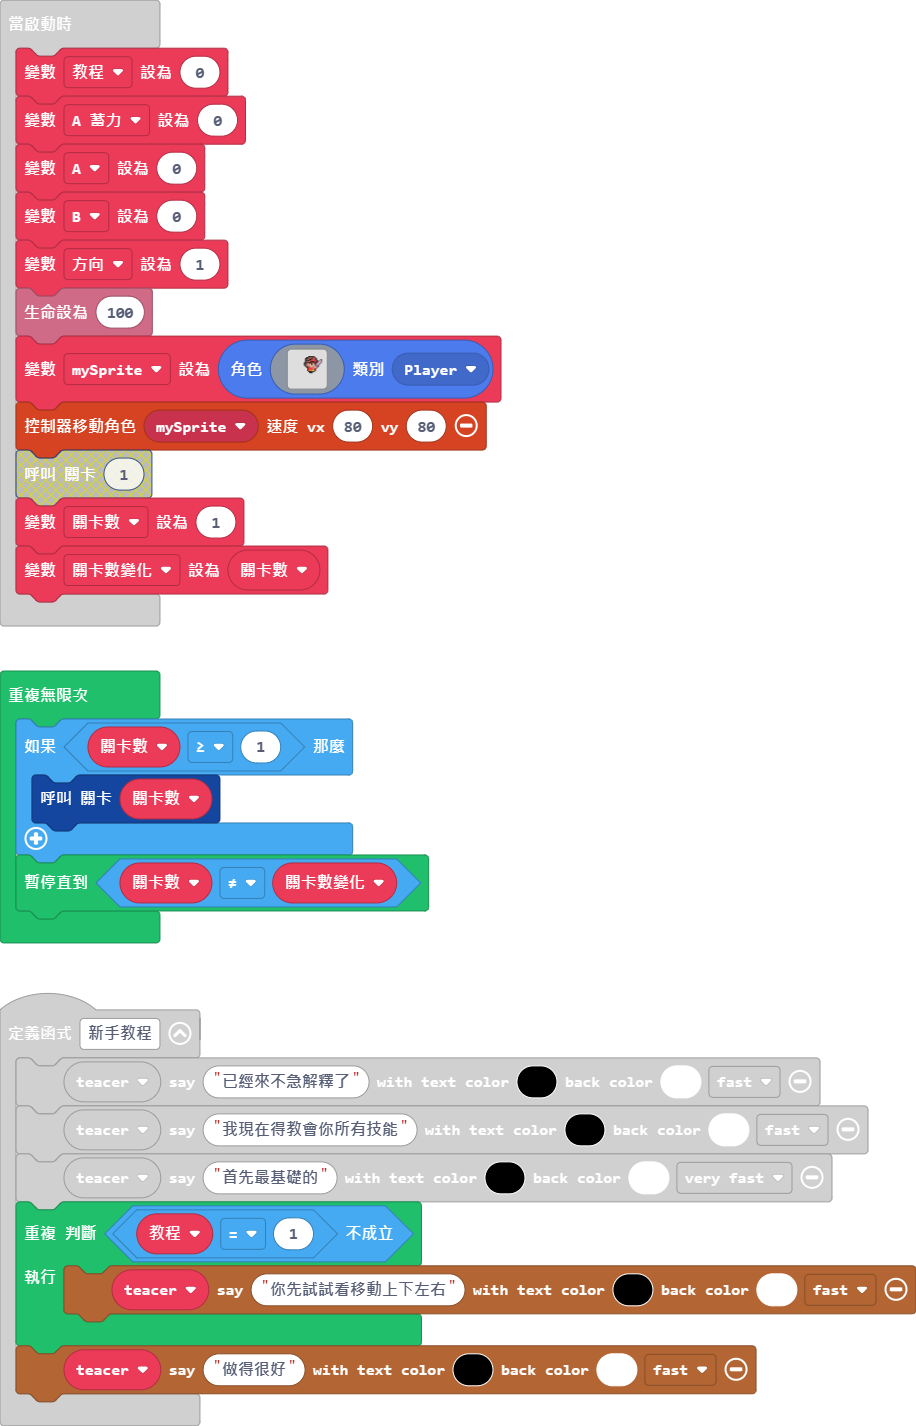 當啟動時
變數 教程 設為 0
變數 A 蓄力 設為 0
變數 A 設為 0
變數 B 設為 0
變數 方向 設為 1
生命設為 100
變數 mySprite 設為 角色 類別 Player
控制器移動角色 mySprite 速度 vx 80 vy 80
呼叫 關卡 1
變數 關卡數 設為 1
變數 關卡數變化 設為 關卡數
重複無限次
如果 關卡數 ≥ 1 那麼
呼叫 關卡 關卡數
暫停直到 關卡數 ≠ 關卡數變化
定義函式 新手教程
teacer say "已經來不急解釋了" with text color back color fast
teacer say "我現在得教會你所有技能" with text color back color fast
teacer say "首先最基礎的" with text color back color very fast
重複 判斷 教程 = 1 不成立
執行
teacer say "你先試試看移動上下左右" with text color back color fast
teacer say "做得很好" with text color back color fast